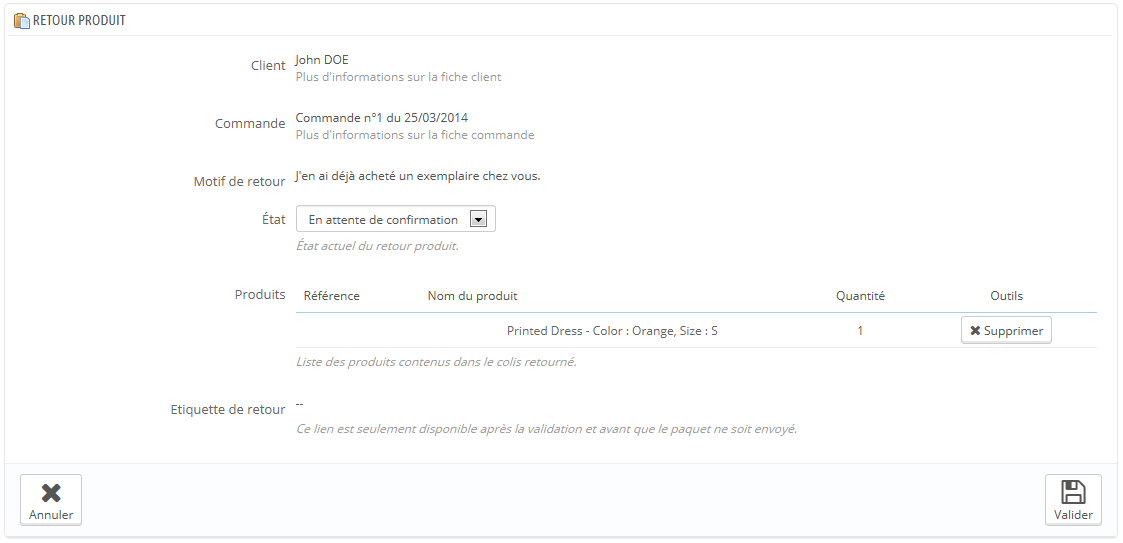 RETOUR PRODUIT
Client
John DOE
Plus d'informations sur la fiche client
Commande
Commande n°1 du 25/03/2014
Plus d'informations sur la fiche commande
Motif de retour
J'en ai déjà acheté un exemplaire chez vous.
État
En attente de confirmation
État actuel du retour produit.
Produits
Référence Nom du produit Quantité Outils
Printed Dress - Color : Orange, Size : S 1 Supprimer
Liste des produits contenus dans le colis retourné.
Etiquette de retour
--
Ce lien est seulement disponible après la validation et avant que le paquet ne soit envoyé.
Annuler Valider